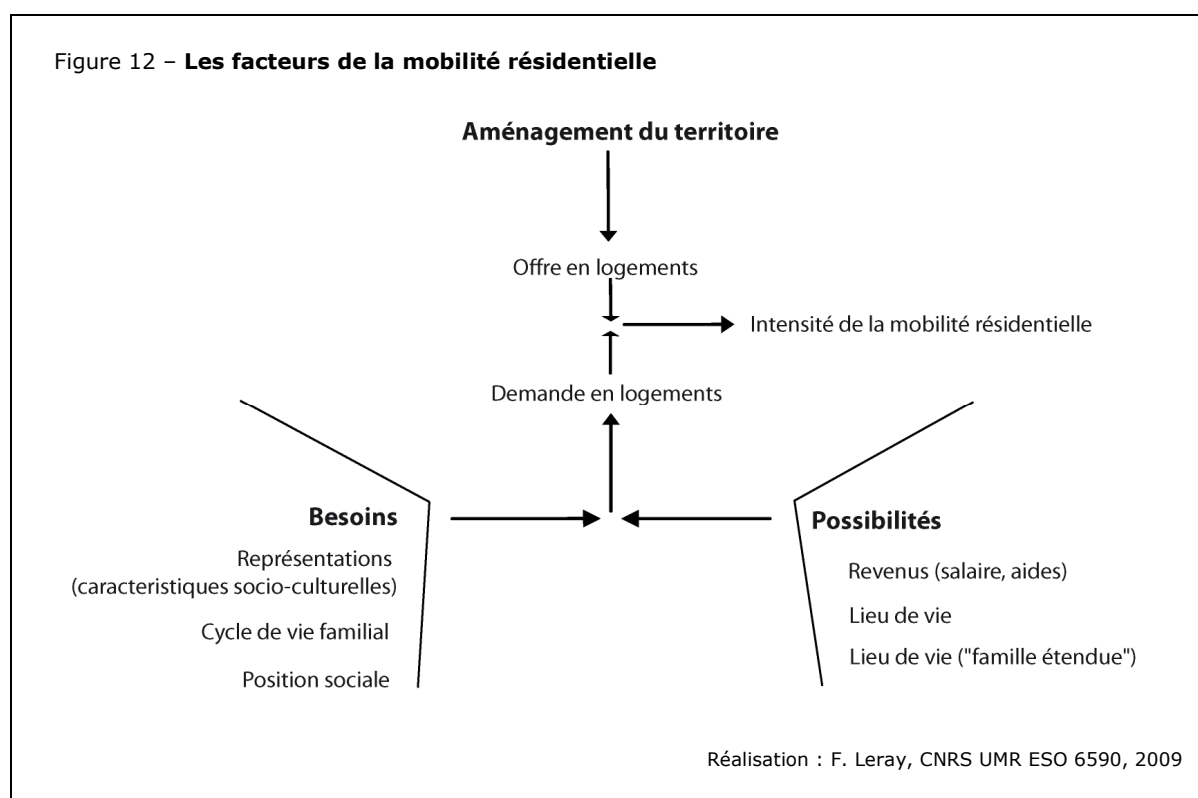 Figure 12 – Les facteurs de la mobilité résidentielle
Aménagement du territoire
Offre en logements
Intensité de la mobilité résidentielle
Demande en logements
Besoins
Représentations
(caracteristiques socio-culturelles)
Cycle de vie familial
Position sociale
Possibilités
Revenus (salaire, aides)
Lieu de vie
Lieu de vie ("famille étendue")
Réalisation : F. Leray, CNRS UMR ESO 6590, 2009